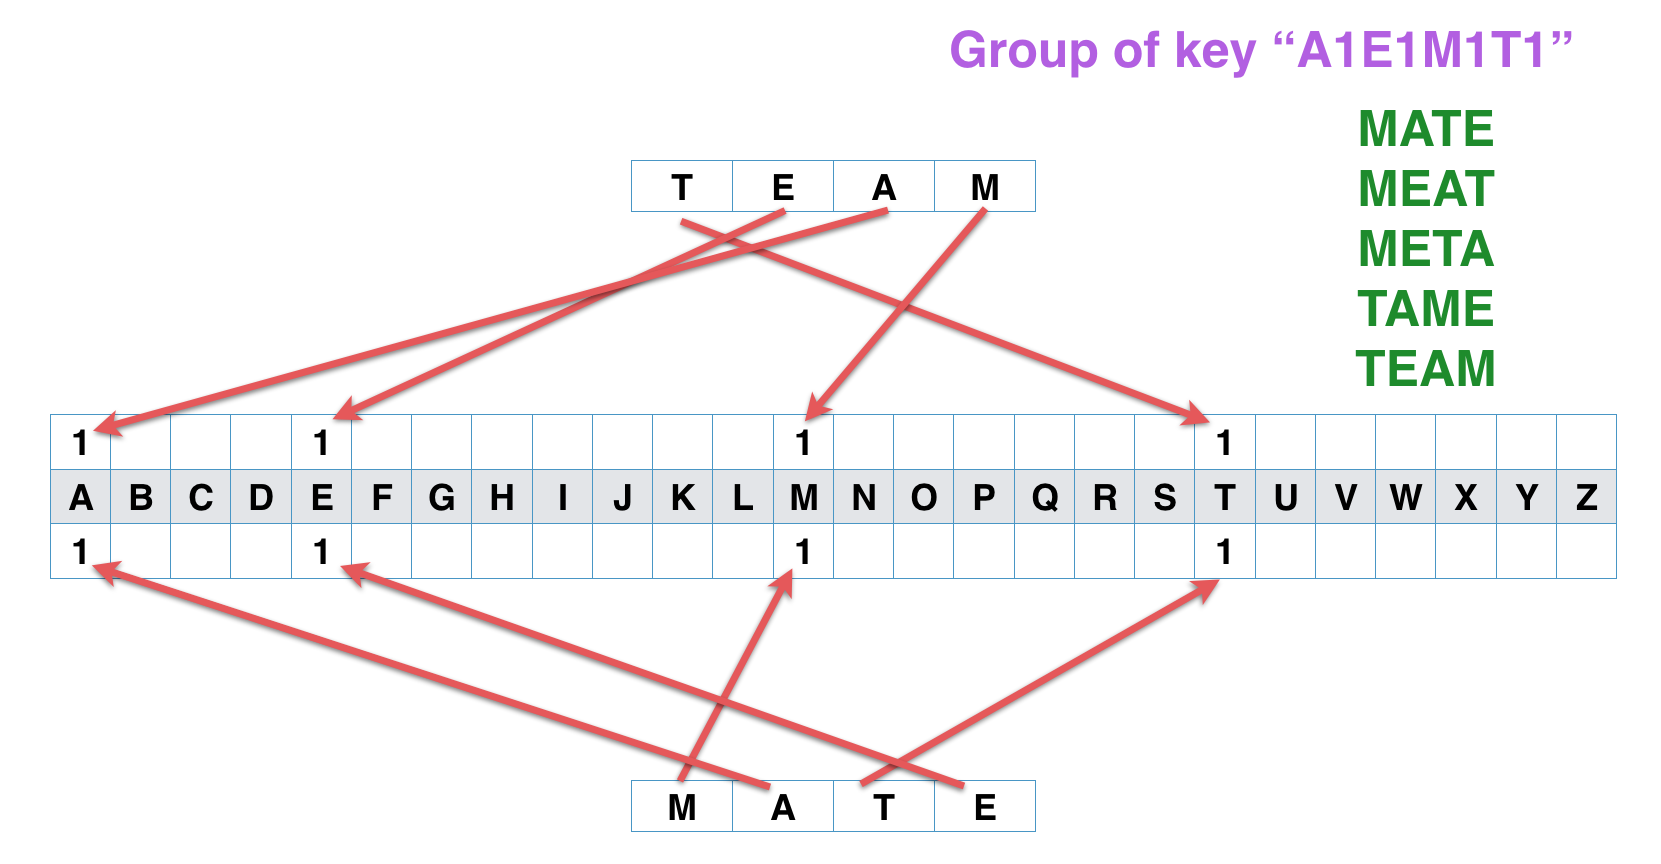 Group of key “A1E1M1T1”
MATE
T E A M
MEAT
META
TAME
TEAM
1 1 1 1
A B C D E F G H I J K L M N O P Q R S T U V W X Y Z
1 1 1 1
M A T E